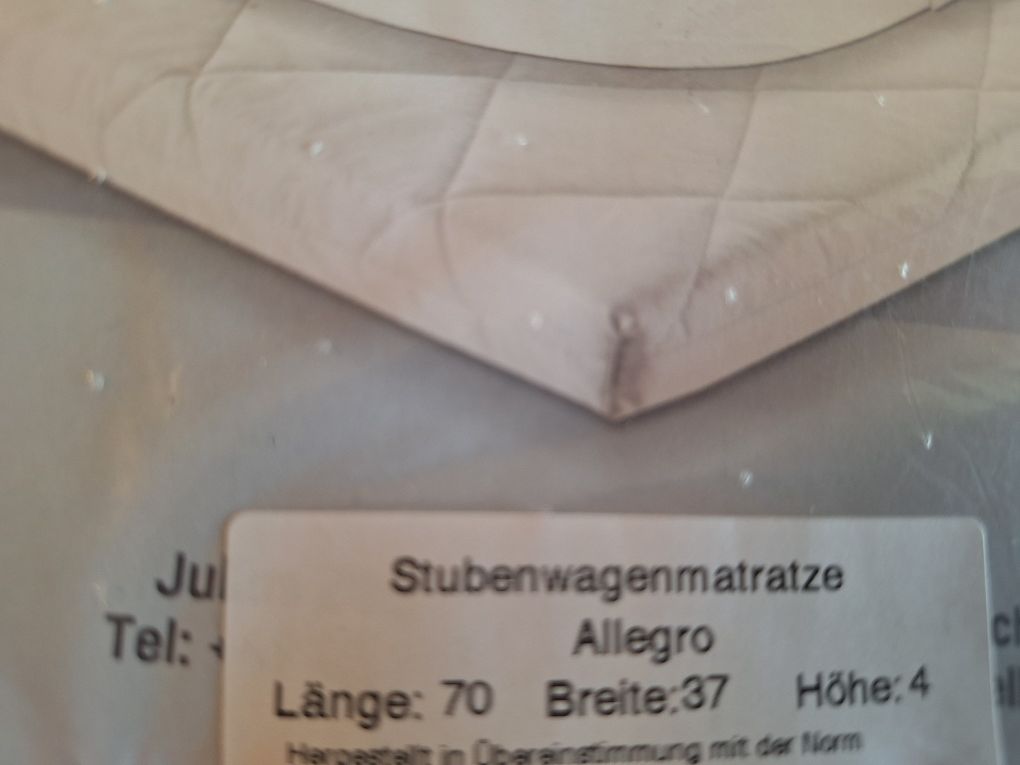 Jul
Tel:
Stubenwagenmatratze
Allegro
Länge: 70 Breite:37 Höhe:4
Hergestellt in Übereinstimmung mit der Norm